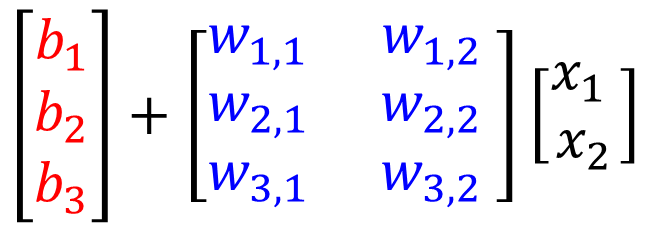 [b₁ b₂ b₃] + [w₁,₁ w₁,₂ w₂,₁ w₂,₂ w₃,₁ w₃,₂] [x₁ x₂]